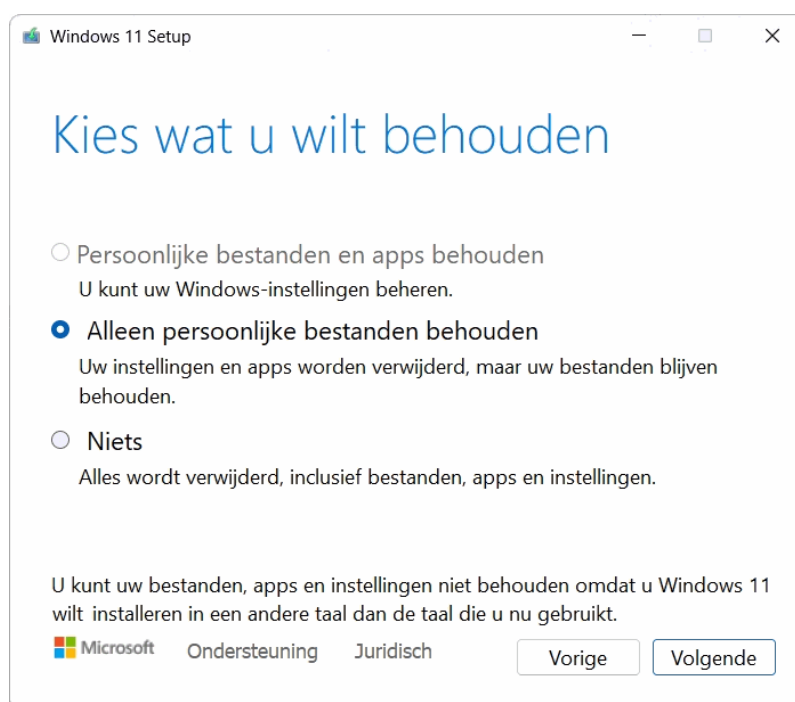 Windows 11 Setup
Kies wat u wilt behouden
Persoonlijke bestanden en apps behouden
U kunt uw Windows-instellingen beheren.
Alleen persoonlijke bestanden behouden
Uw instellingen en apps worden verwijderd, maar uw bestanden blijven
behouden.
Niets
Alles wordt verwijderd, inclusief bestanden, apps en instellingen.
U kunt uw bestanden, apps en instellingen niet behouden omdat u Windows 11
wilt installeren in een andere taal dan de taal die u nu gebruikt.
Microsoft Ondersteuning Juridisch Vorige Volgende